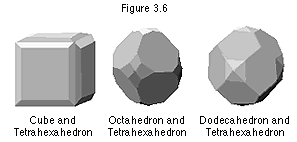 Figure 3.6
Cube and
Tetrahexahedron
Octahedron and
Tetrahexahedron
Dodecahedron and
Tetrahexahedron